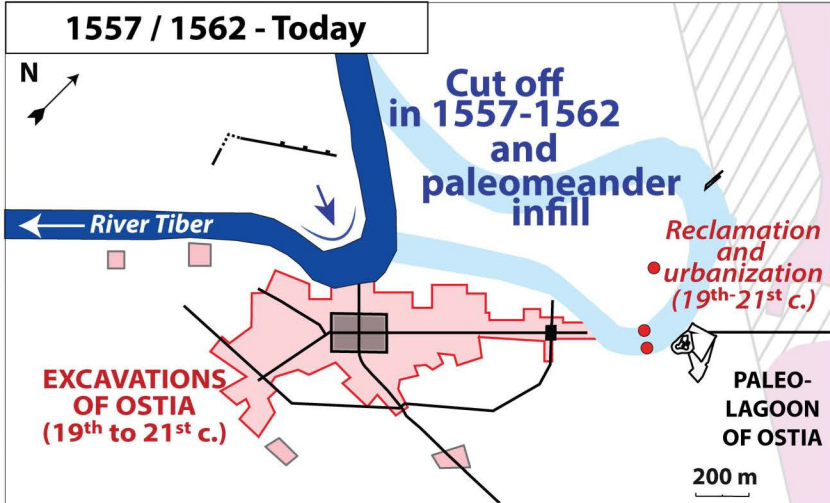 1557 / 1562 - Today
N
Cut off
in 1557-1562
and
paleomeander
infill
River Tiber
Reclamation
and
urbanization
(19th-21st c.)
EXCAVATIONS
OF OSTIA
(19th to 21st c.)
PALEO-
LAGOON
OF OSTIA
200 m